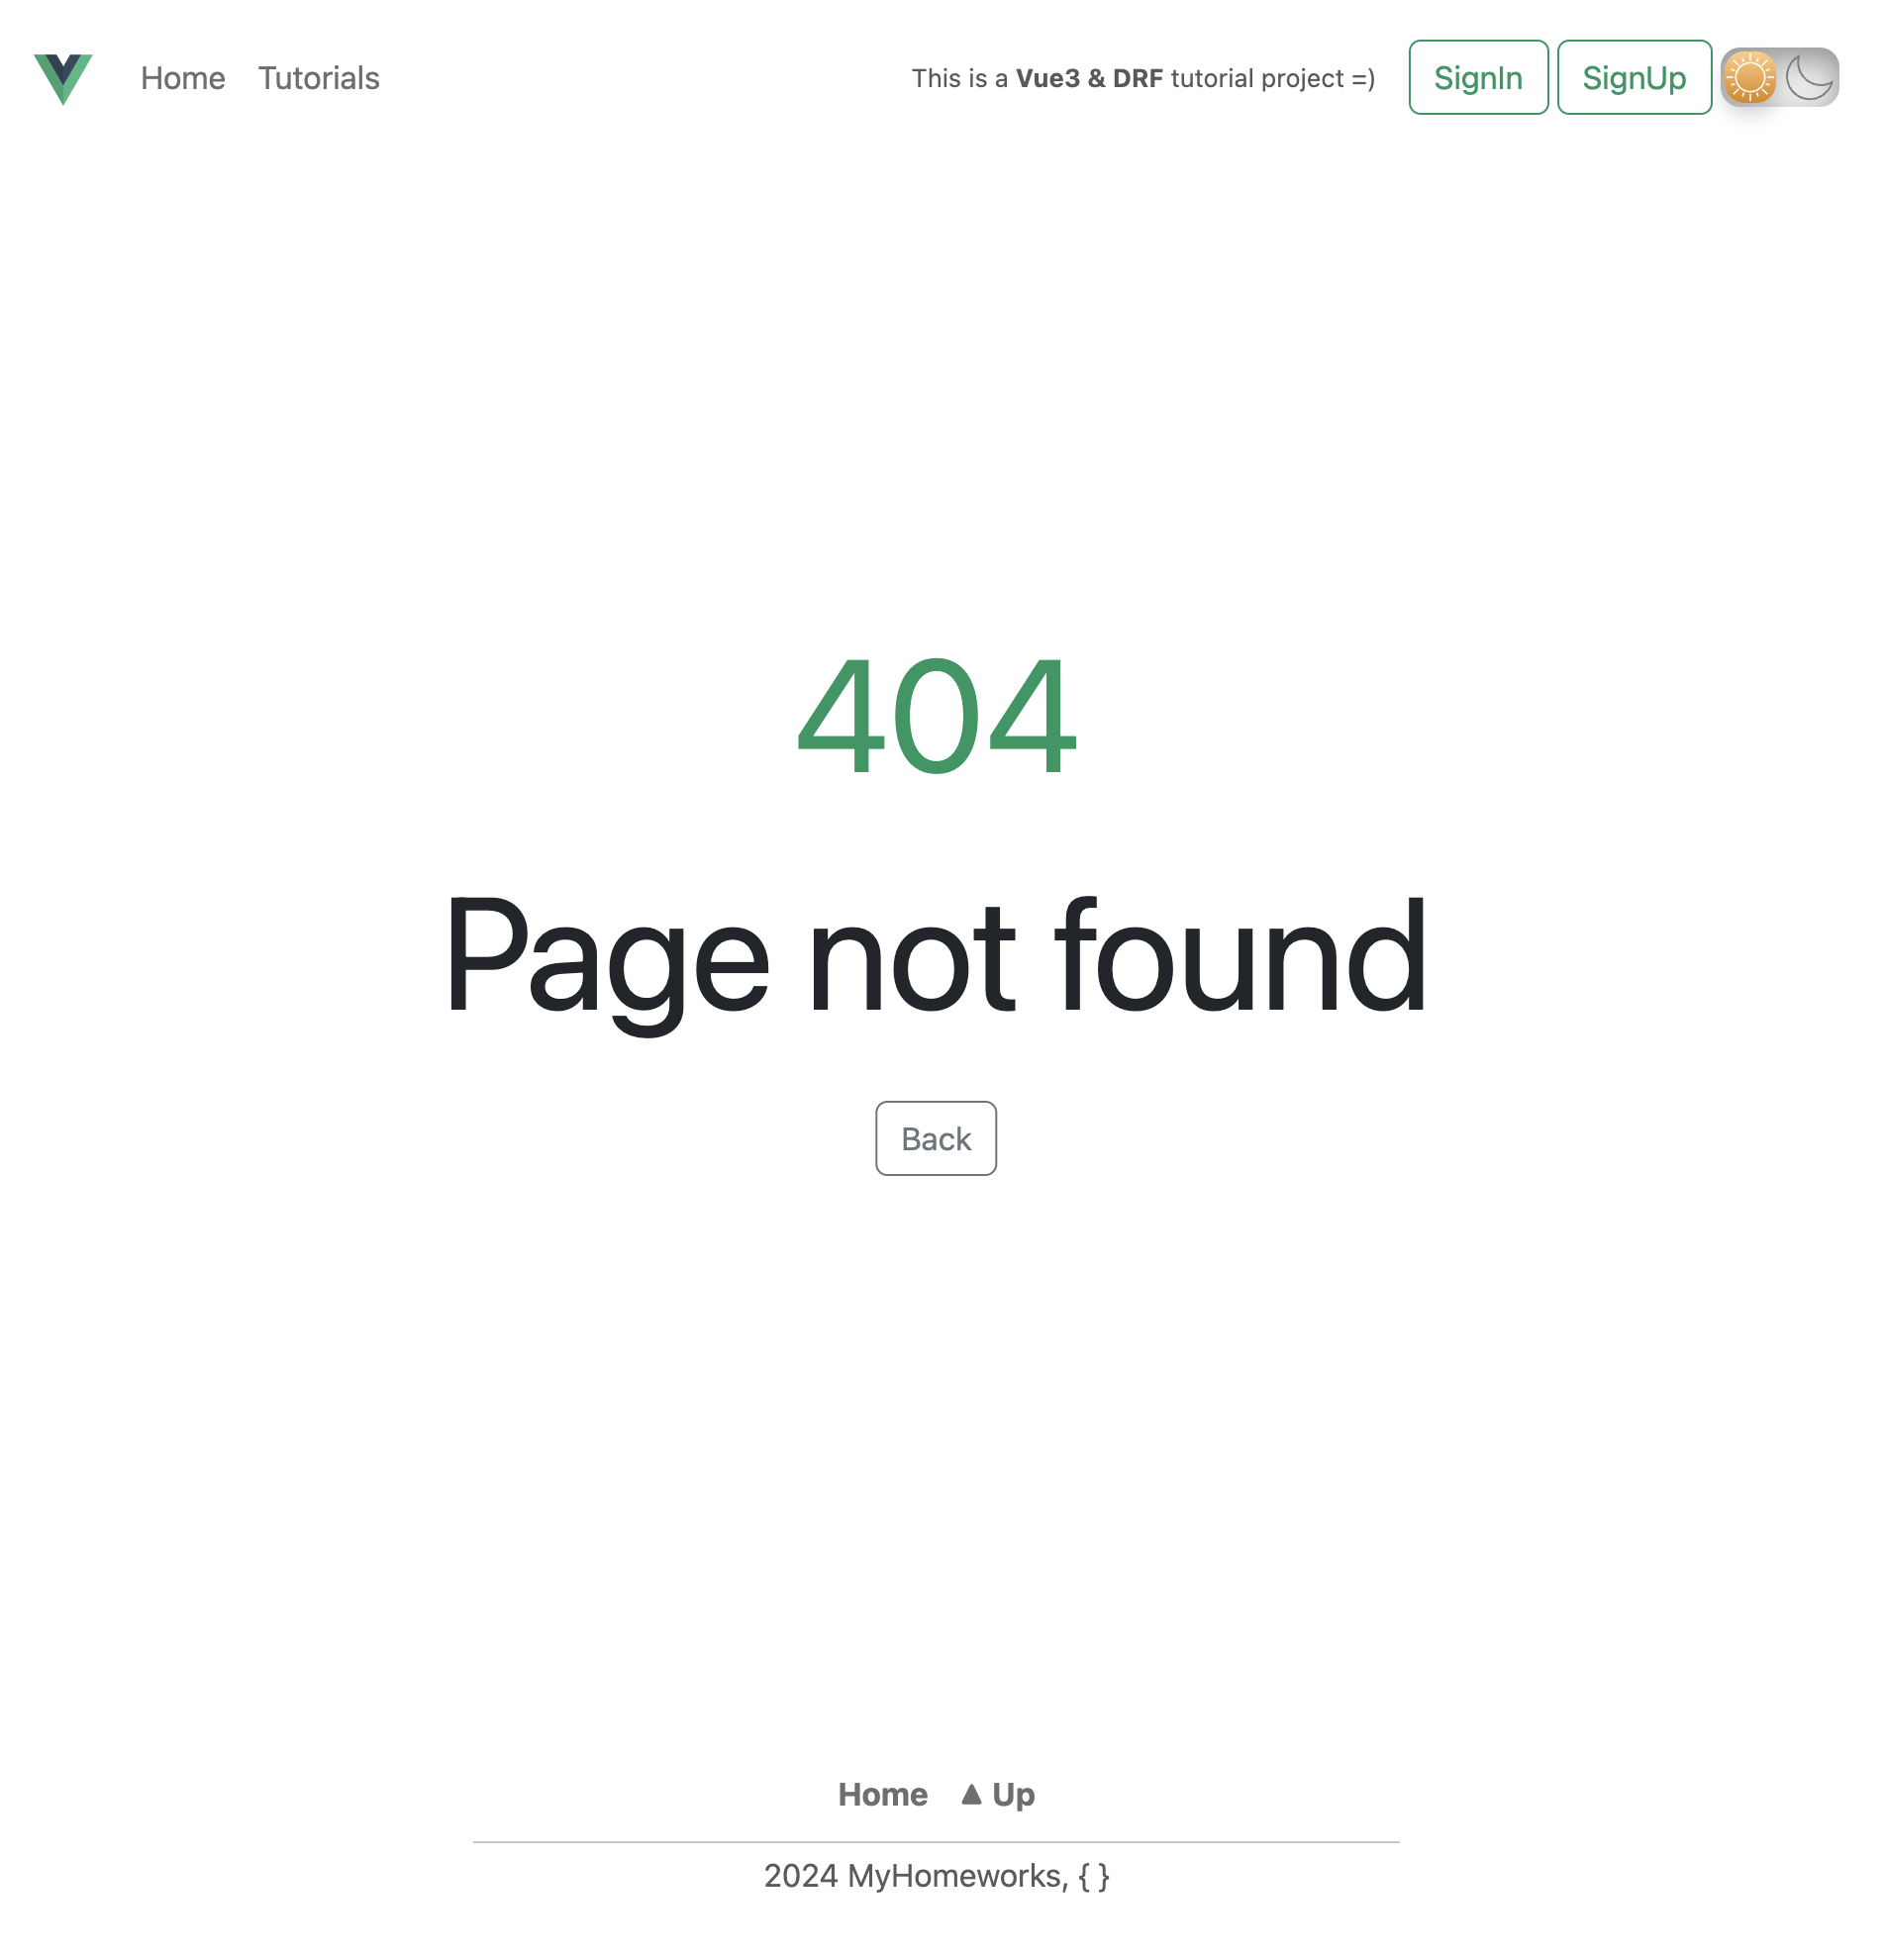 Home Tutorials This is a Vue3 & DRF tutorial project =) SignIn SignUp
404
Page not found
Back
Home ▲ Up
2024 MyHomeworks, { }